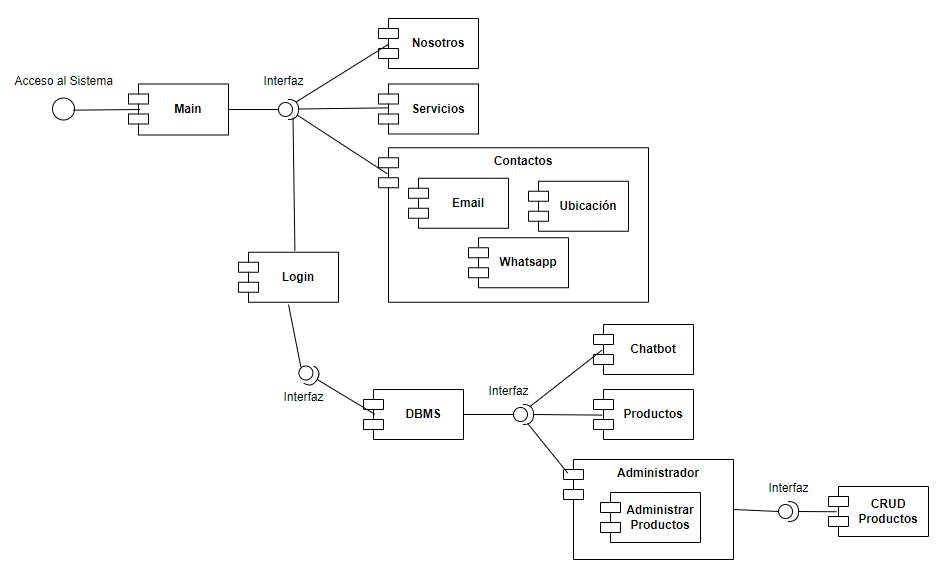 Nosotros
Acceso al Sistema
Interfaz
Main
Servicios
Contactos
Email
Ubicación
Whatsapp
Login
Interfaz
DBMS
Interfaz
Chatbot
Productos
Administrador
Administrar
Productos
Interfaz
CRUD
Productos